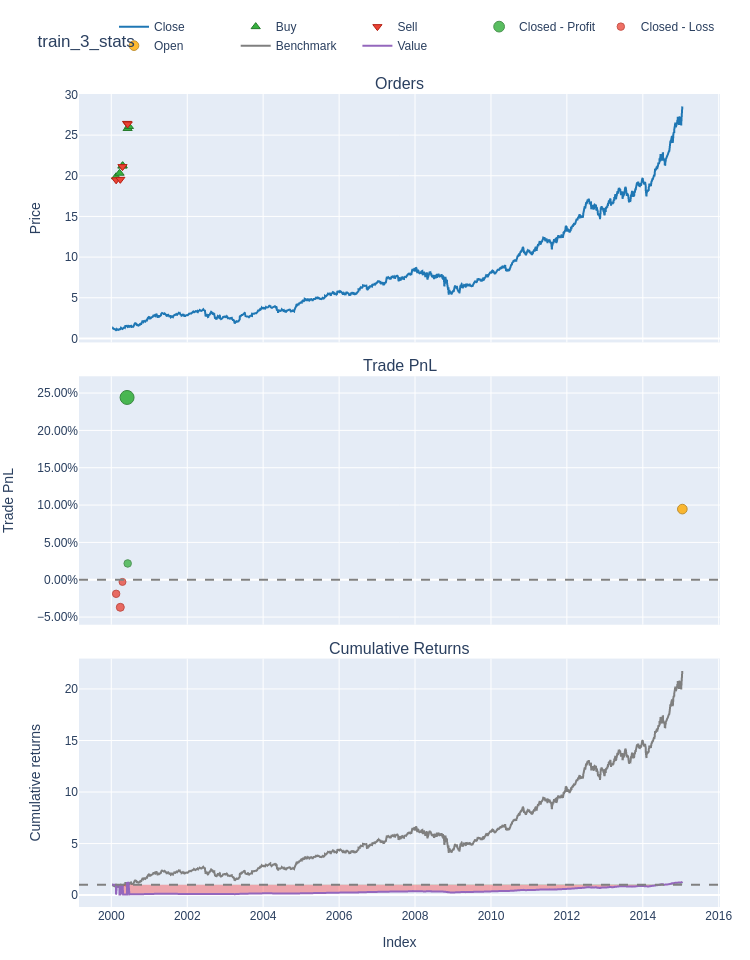 Close Buy Sell Closed - Profit Closed - Loss
train_3_stats Open Benchmark Value
Orders
30
25
20
15
10
5
0
Price
Trade PnL
25.00%
20.00%
15.00%
10.00%
5.00%
0.00%
−5.00%
Trade PnL
Cumulative Returns
20
15
10
5
0
Cumulative returns
2000 2002 2004 2006 2008 2010 2012 2014 2016
Index